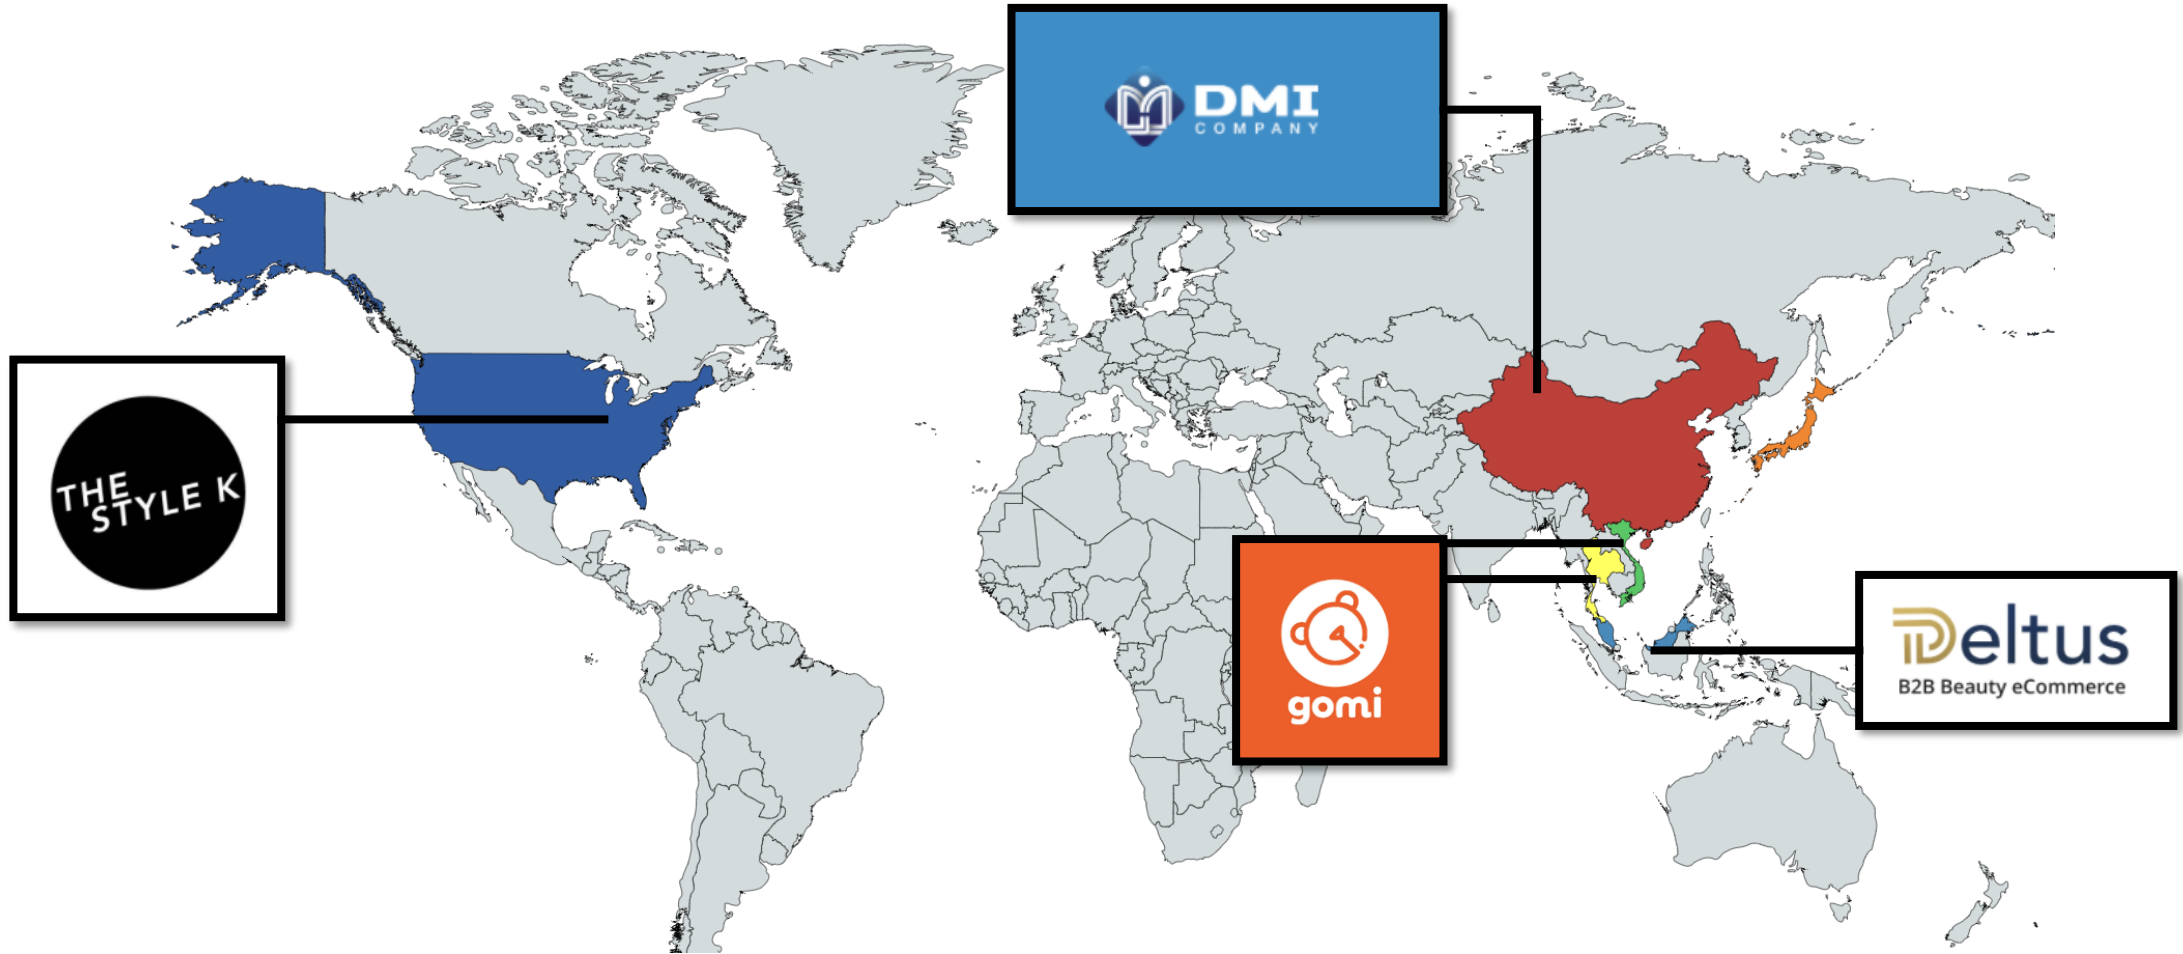 DMI
COMPANY
THE
STYLE K
gomi
Deltus
B2B Beauty eCommerce